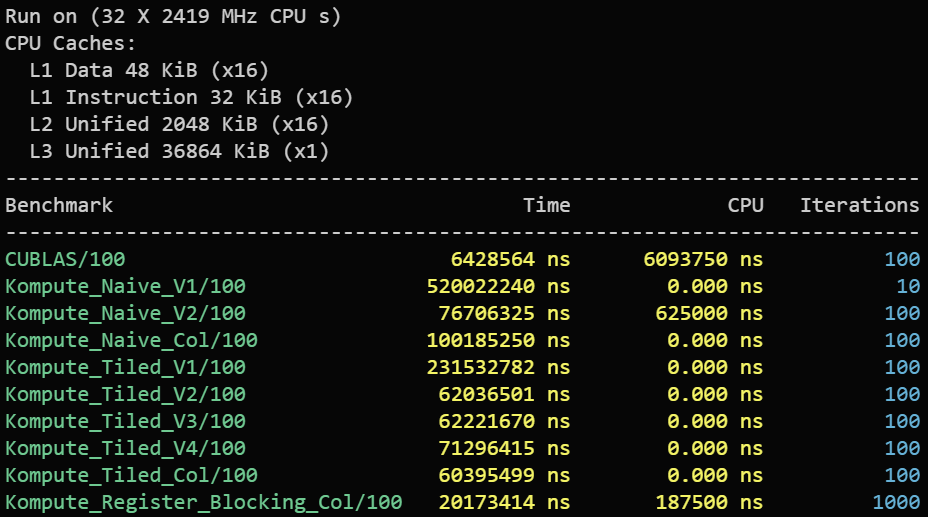 Run on (32 X 2419 MHz CPU s)
CPU Caches:
  L1 Data 48 KiB (x16)
  L1 Instruction 32 KiB (x16)
  L2 Unified 2048 KiB (x16)
  L3 Unified 36864 KiB (x1)
----------------------------------------------------------------------------
Benchmark                                  Time             CPU   Iterations
----------------------------------------------------------------------------
CUBLAS/100                           6428564 ns      6093750 ns          100
Kompute_Naive_V1/100               520022240 ns        0.000 ns           10
Kompute_Naive_V2/100                76706325 ns       625000 ns          100
Kompute_Naive_Col/100              100185250 ns        0.000 ns          100
Kompute_Tiled_V1/100               231532782 ns        0.000 ns          100
Kompute_Tiled_V2/100                62036501 ns        0.000 ns          100
Kompute_Tiled_V3/100                62221670 ns        0.000 ns          100
Kompute_Tiled_V4/100                71296415 ns        0.000 ns          100
Kompute_Tiled_Col/100               60395499 ns        0.000 ns          100
Kompute_Register_Blocking_Col/100   20173414 ns       187500 ns         1000